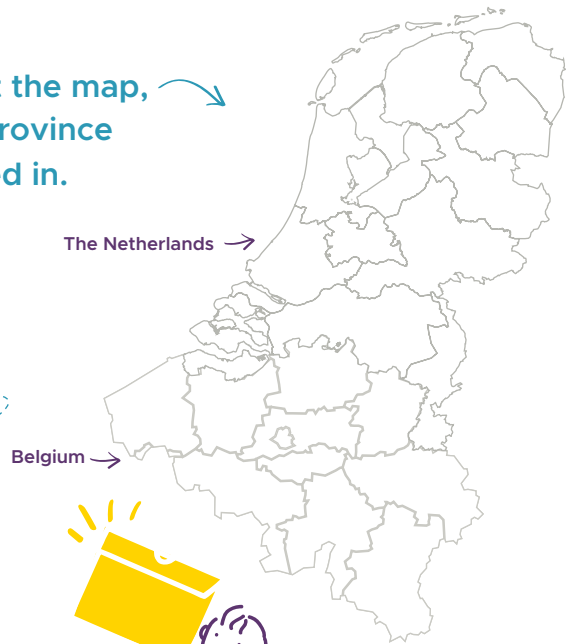 the map,
rovince
d in.
The Netherlands
Belgium